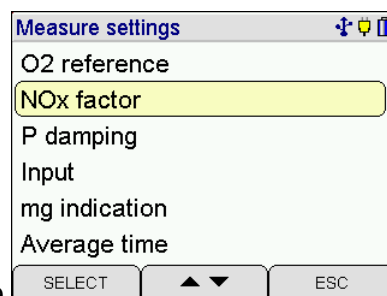 Measure settings
O2 reference
NOx factor
P damping
Input
mg indication
Average time
SELECT ▲ ▼ ESC